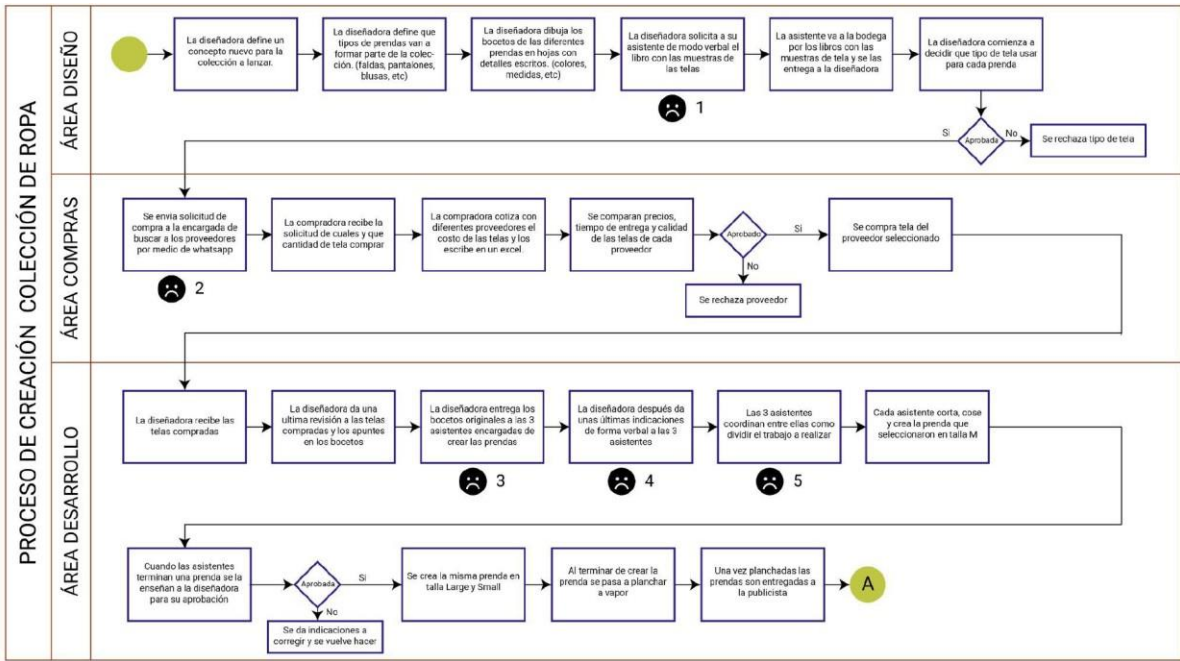 PROCESO DE CREACIÓN COLECCIÓN DE ROPA
ÁREA DISEÑO
La diseñadora define un
concepto nuevo para la
colección a lanzar.
La diseñadora define que
tipos de prendas van a
formar parte de la colec-
ción. (faldas, pantalones,
blusas, etc)
La diseñadora dibuja los
bocetos de las diferentes
prendas en hojas con
detalles escritos. (colores,
medidas, etc)
La diseñadora solicita a su
asistente de modo verbal el
libro con las muestras de
las telas
1
La asistente va a la bodega
por los libros con las
muestras de tela y se las
entrega a la diseñadora
La diseñadora comienza a
decidir que tipo de tela usar
para cada prenda
Aprobada
Si
No
Se rechaza tipo de tela
ÁREA COMPRAS
Se envia solicitud de
compra a la encargada de
buscar a los proveedores
por medio de whatsapp
2
La compradora recibe la
solicitud de cuales y que
cantidad de tela comprar
La compradora cotiza con
diferentes proveedores el
costo de las telas y los
escribe en un excel.
Se comparan precios,
tiempo de entrega y calidad
de las telas de cada
proveedor
Aprobado
Si
Se compra tela del
proveedor seleccionado
No
Se rechaza proveedor
ÁREA DESARROLLO
La diseñadora recibe las
telas compradas
La diseñadora da una
ultima revisión a las telas
compradas y los apuntes
en los bocetos
La diseñadora entrega los
bocetos originales a las 3
asistentes encargadas de
crear las prendas
3
La diseñadora después da
unas últimas indicaciones
de forma verbal a las 3
asistentes
4
Las 3 asistentes
coordinan entre ellas como
dividir el trabajo a realizar
5
Cada asistente corta, cose
y crea la prenda que
seleccionaron en talla M
Cuando las asistentes
terminan una prenda se la
enseñan a la diseñadora
para su aprobación
Aprobada
Si
No
Se da indicaciones a
corregir y se vuelve hacer
Se crea la misma prenda en
talla Large y Small
Al terminar de crear la
prenda se pasa a planchar
a vapor
Una vez planchadas las
prendas son entregadas a
la publicista
A